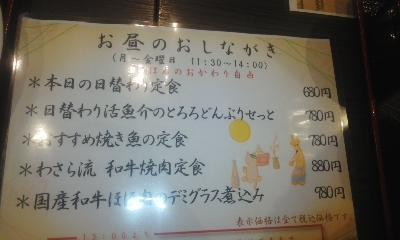 お昼のおしながき
(月～金曜日 11:30～14:00)
ごはんのおかわり自由
＊本日の日替わり定食 680円
＊日替わり活魚介のとろろどんぶりせっと 780円
＊おすすめ焼き魚の定食 780円
＊わさら流 和牛焼肉定食 880円
＊国産和牛ほほ肉のデミグラス煮込み 980円
表示価格は全て税込価格です。